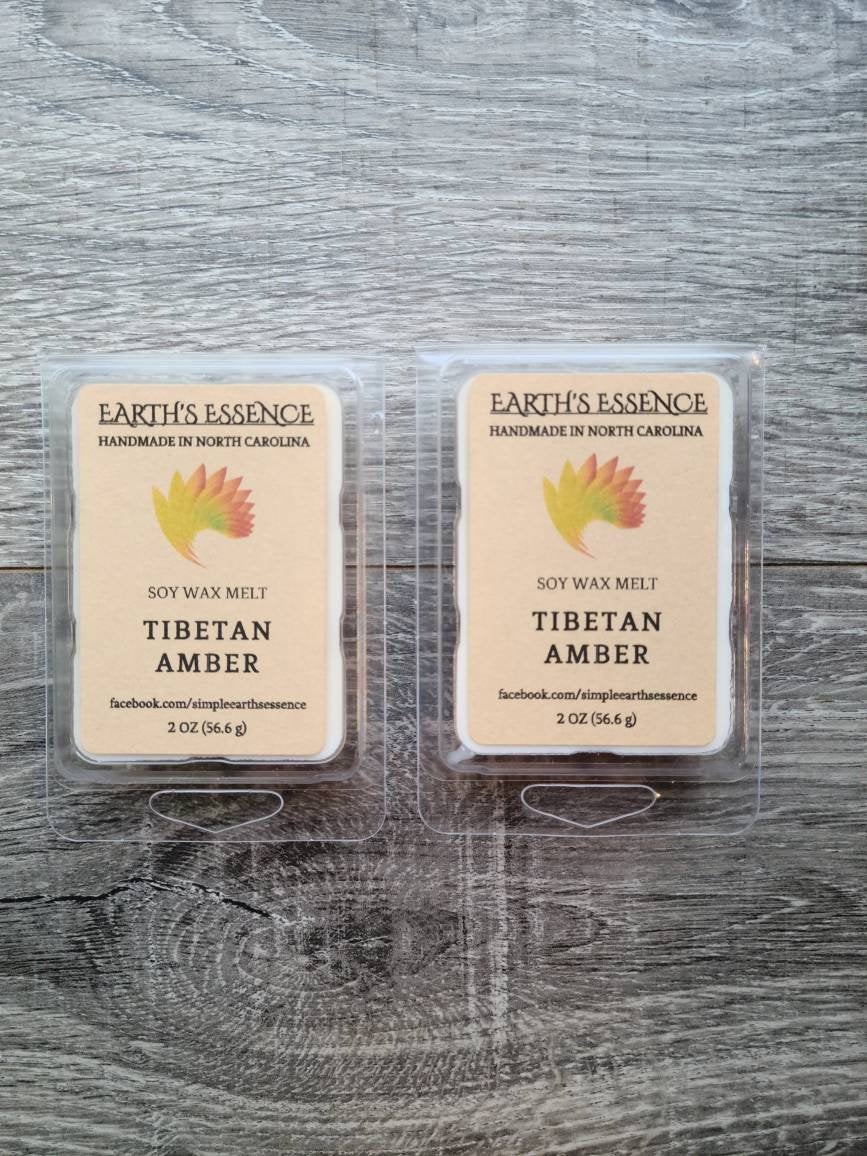 EARTH'S ESSENCE
HANDMADE IN NORTH CAROLINA
SOY WAX MELT
TIBETAN
AMBER
facebook.com/simpleearthsessence
2 OZ (56.6 g)
EARTH'S ESSENCE
HANDMADE IN NORTH CAROLINA
SOY WAX MELT
TIBETAN
AMBER
facebook.com/simpleearthsessence
2 OZ (56.6 g)